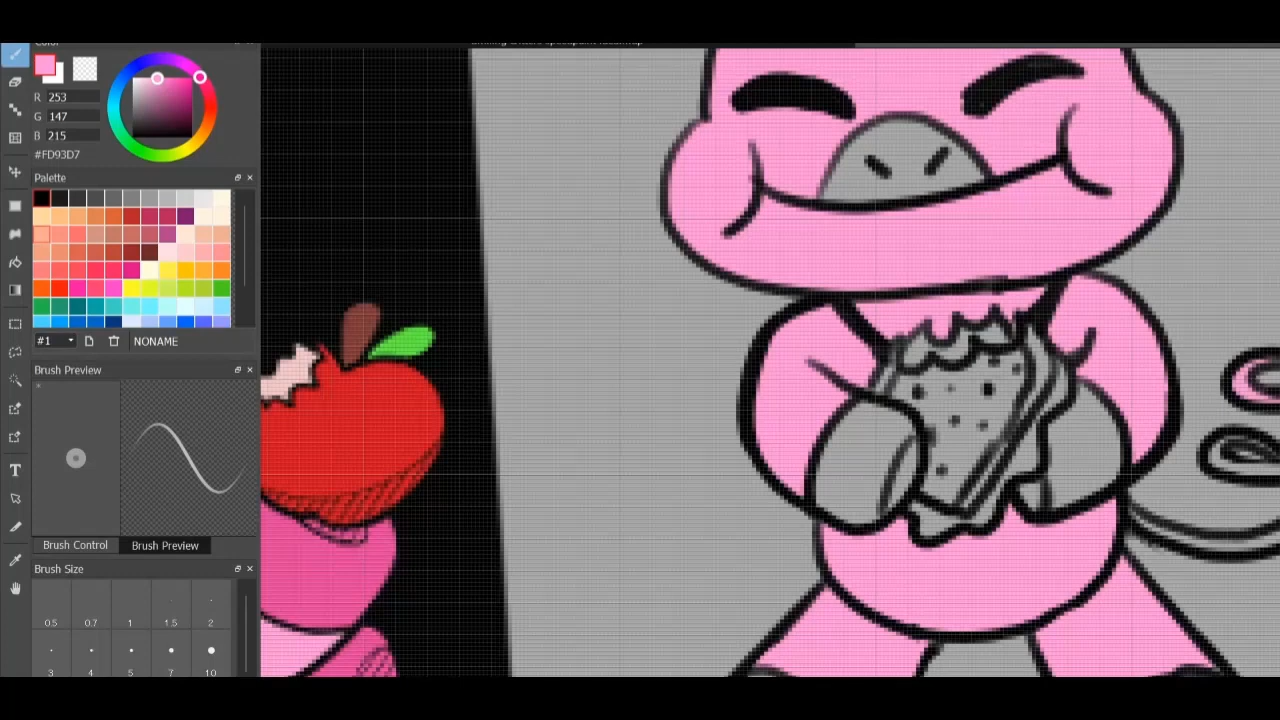 Color
R 253
G 147
B 215
#FD93D7
Palette
#1 NONAME
Brush Preview
Brush Control Brush Preview
Brush Size
0.5 0.7 1 1.5 2
3 4 5 7 10